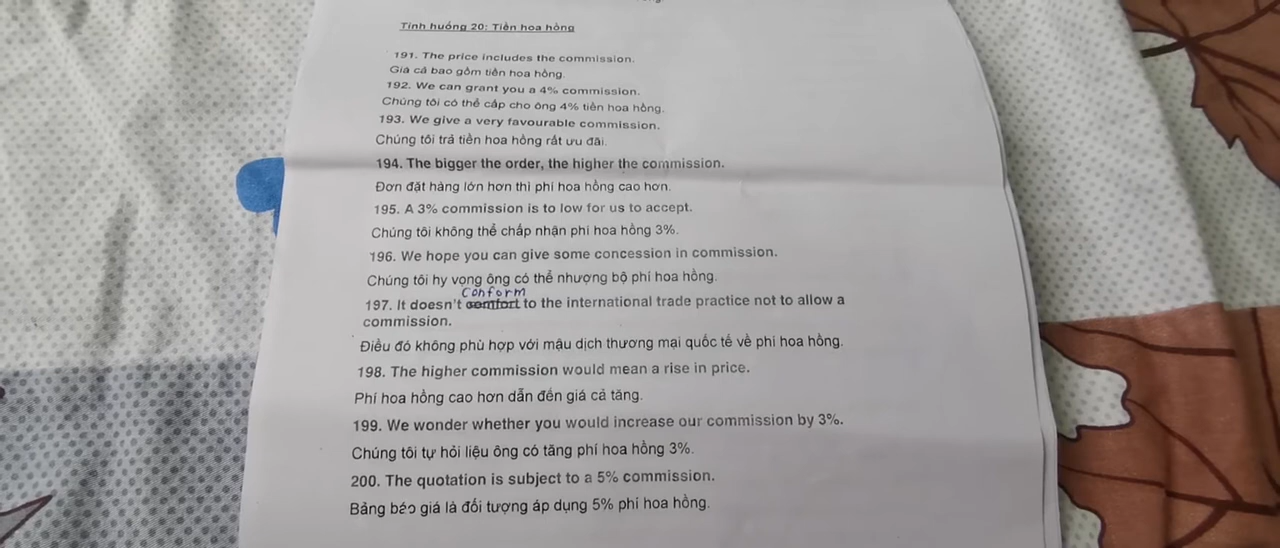 Tình huống 20: Tiền hoa hồng
191. The price includes the commission.
Giá cả bao gồm tiền hoa hồng.
192. We can grant you a 4% commission.
Chúng tôi có thể cấp cho ông 4% tiền hoa hồng.
193. We give a very favourable commission.
Chúng tôi trả tiền hoa hồng rất ưu đãi.
194. The bigger the order, the higher the commission.
Đơn đặt hàng lớn hơn thì phí hoa hồng cao hơn.
195. A 3% commission is to low for us to accept.
Chúng tôi không thể chấp nhận phí hoa hồng 3%.
196. We hope you can give some concession in commission.
Chúng tôi hy vọng ông có thể nhượng bộ phí hoa hồng.
conform
197. It doesn't comfort to the international trade practice not to allow a
commission.
Điều đó không phù hợp với mậu dịch thương mại quốc tế về phí hoa hồng.
198. The higher commission would mean a rise in price.
Phí hoa hồng cao hơn dẫn đến giá cả tăng.
199. We wonder whether you would increase our commission by 3%.
Chúng tôi tự hỏi liệu ông có tăng phí hoa hồng 3%.
200. The quotation is subject to a 5% commission.
Bảng báo giá là đối tượng áp dụng 5% phí hoa hồng.